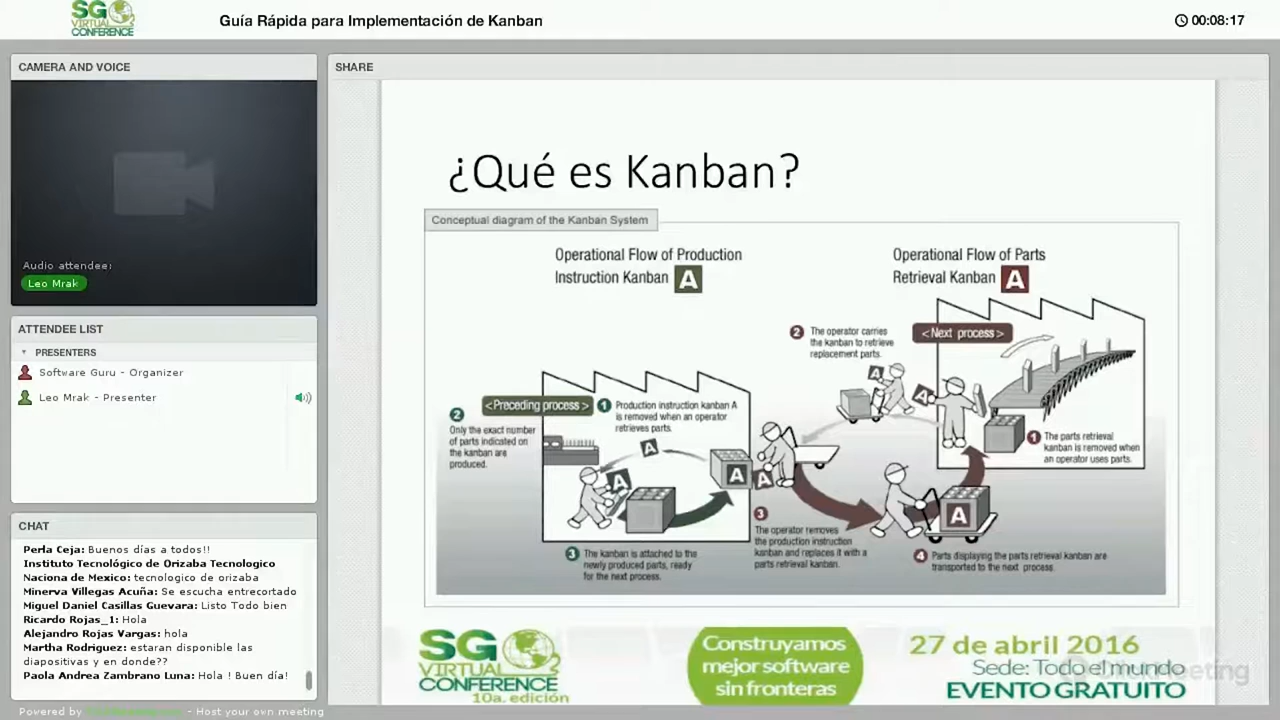 SG
VIRTUAL
CONFERENCE
Guía Rápida para Implementación de Kanban
00:08:17
CAMERA AND VOICE
Audio attendee:
Leo Mrak
ATTENDEE LIST
PRESENTERS
Software Guru - Organizer
Leo Mrak - Presenter
CHAT
Perla Ceja: Buenos días a todos!!
Instituto Tecnológico de Orizaba Tecnologico
Naciona de Mexico: tecnologico de orizaba
Minerva Villegas Acuña: Se escucha entrecortado
Miguel Daniel Casillas Guevara: Listo Todo bien
Ricardo Rojas_1: Hola
Alejandro Rojas Vargas: hola
Martha Rodriguez: estaran disponible las
diapositivas y en donde??
Paola Andrea Zambrano Luna: Hola ! Buen día!
Powered by
- Host your own meeting
SHARE
¿Qué es Kanban?
Conceptual diagram of the Kanban System
Operational Flow of Production
Instruction Kanban A
Operational Flow of Parts
Retrieval Kanban A
2 The operator carries
the kanban to retrieve
replacement parts.
<Next process>
A
A
1 The parts retrieval
kanban is removed when
an operator uses parts.
<Preceding process>
1 Production instruction kanban A
is removed when an operator
retrieves parts.
2
Only the exact number
of parts indicated on
the kanban are
produced.
A
A
A
A
A
3 The kanban is attached to the
newly produced parts, ready
for the next process.
3
The operator removes
the production instruction
kanban and replaces it with a
parts retrieval kanban.
4 Parts displaying the parts retrieval kanban are
transported to the next process.
SG
VIRTUAL
CONFERENCE
10a. edición
Construyamos
mejor software
sin fronteras
27 de abril 2016
Sede: Todo el mundo
EVENTO GRATUITO